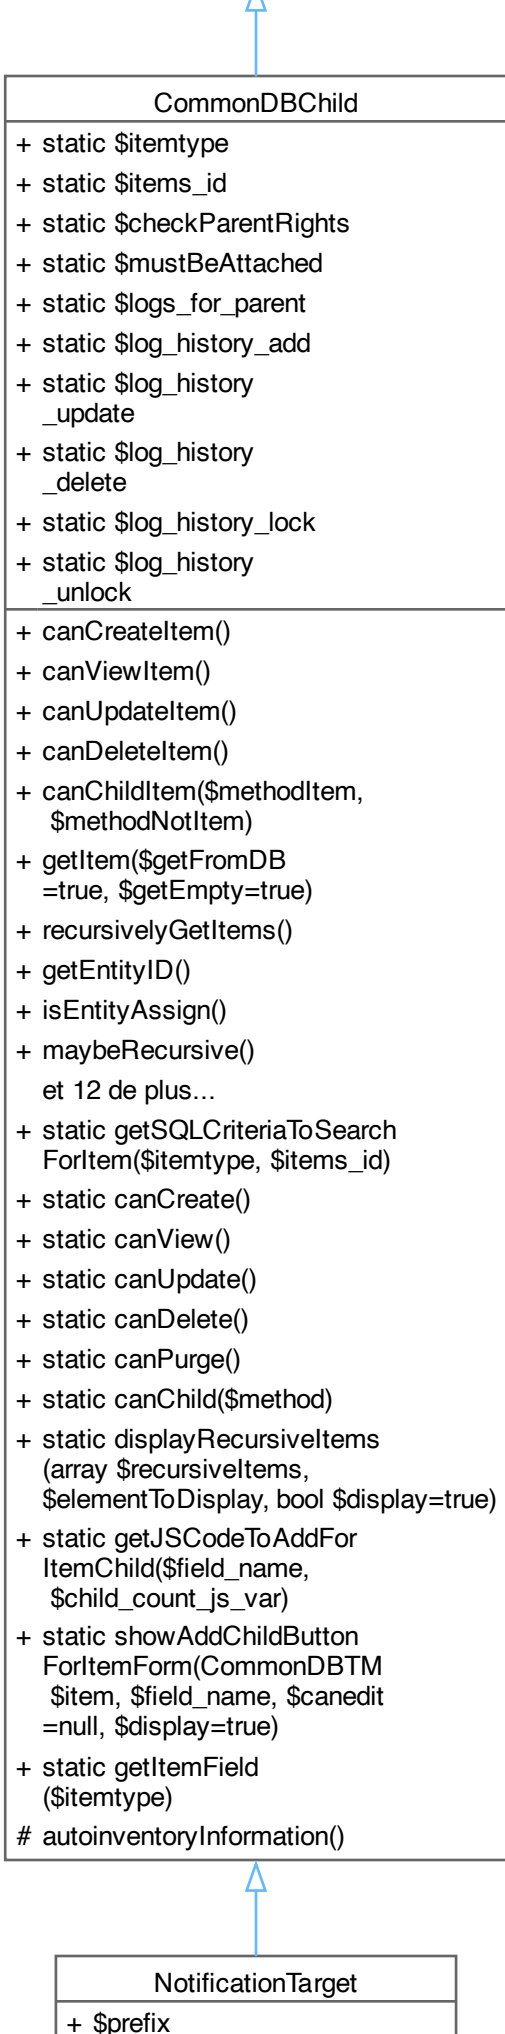 CommonDBChild
+ static $itemtype
+ static $items_id
+ static $checkParentRights
+ static $mustBeAttached
+ static $logs_for_parent
+ static $log_history_add
+ static $log_history
_update
+ static $log_history
_delete
+ static $log_history_lock
+ static $log_history
_unlock
+ canCreateItem()
+ canViewItem()
+ canUpdateItem()
+ canDeleteItem()
+ canChildItem($methodItem,
$methodNotItem)
+ getItem($getFromDB
=true, $getEmpty=true)
+ recursivelyGetItems()
+ getEntityID()
+ isEntityAssign()
+ maybeRecursive()
et 12 de plus...
+ static getSQLCriteriaToSearch
ForItem($itemtype, $items_id)
+ static canCreate()
+ static canView()
+ static canUpdate()
+ static canDelete()
+ static canPurge()
+ static canChild($method)
+ static displayRecursiveItems
(array $recursiveItems,
$elementToDisplay, bool $display=true)
+ static getJSCodeToAddFor
ItemChild($field_name,
$child_count_js_var)
+ static showAddChildButton
ForItemForm(CommonDBTM
$item, $field_name, $canedit
=null, $display=true)
+ static getItemField
($itemtype)
# autoinventoryInformation()
NotificationTarget
+ $prefix